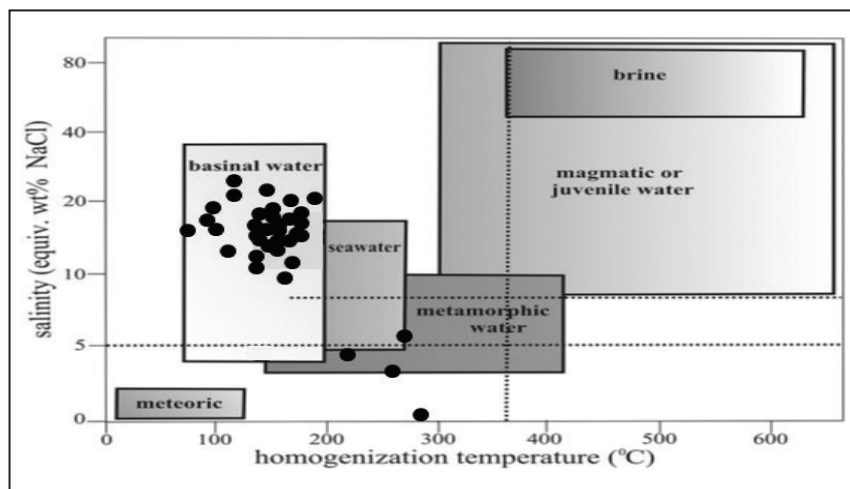 80
40
20
10
5
0
salinity (equiv. wt% NaCl)
brine
basinal water
magmatic or
juvenile water
seawater
metamorphic
water
meteoric
0
100
200
300
400
500
600
homogenization temperature (°C)